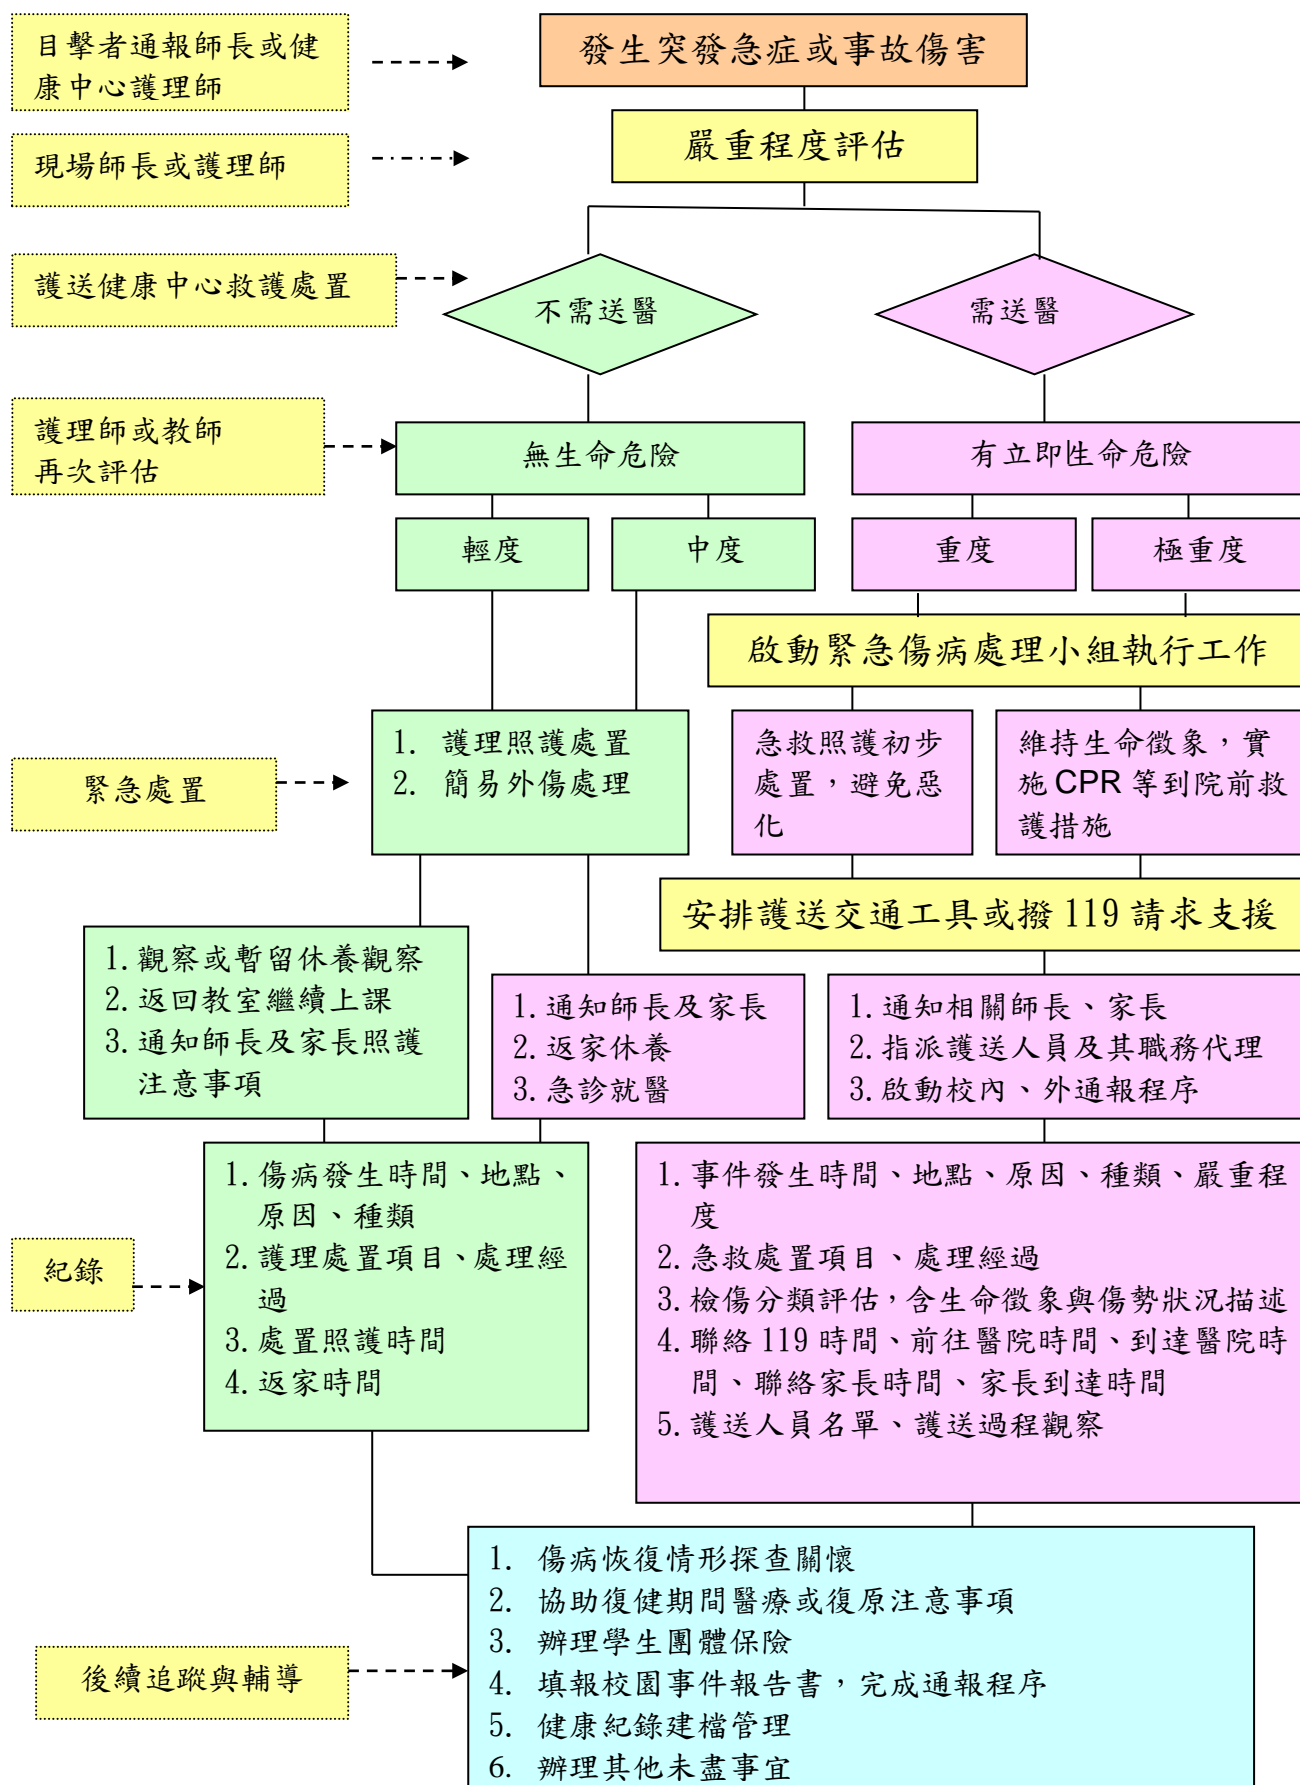 目擊者通報師長或健
康中心護理師
發生突發急症或事故傷害
現場師長或護理師
嚴重程度評估
護送健康中心救護處置
不需送醫
需送醫
護理師或教師
再次評估
無生命危險
有立即生命危險
輕度
中度
重度
極重度
啟動緊急傷病處理小組執行工作
緊急處置
1. 護理照護處置
2. 簡易外傷處理
急救照護初步
處置，避免惡
化
維持生命徵象，實
施 CPR 等到院前救
護措施
安排護送交通工具或撥 119 請求支援
1. 觀察或暫留休養觀察
2. 返回教室繼續上課
3. 通知師長及家長照護
注意事項
1. 通知師長及家長
2. 返家休養
3. 急診就醫
1. 通知相關師長、家長
2. 指派護送人員及其職務代理
3. 啟動校內、外通報程序
紀錄
1. 傷病發生時間、地點、
原因、種類
2. 護理處置項目、處理經
過
3. 處置照護時間
4. 返家時間
1. 事件發生時間、地點、原因、種類、嚴重程
度
2. 急救處置項目、處理經過
3. 檢傷分類評估，含生命徵象與傷勢狀況描述
4. 聯絡 119 時間、前往醫院時間、到達醫院時
間、聯絡家長時間、家長到達時間
5. 護送人員名單、護送過程觀察
後續追蹤與輔導
1. 傷病恢復情形探查關懷
2. 協助復健期間醫療或復原注意事項
3. 辦理學生團體保險
4. 填報校園事件報告書，完成通報程序
5. 健康紀錄建檔管理
6. 辦理其他未盡事宜